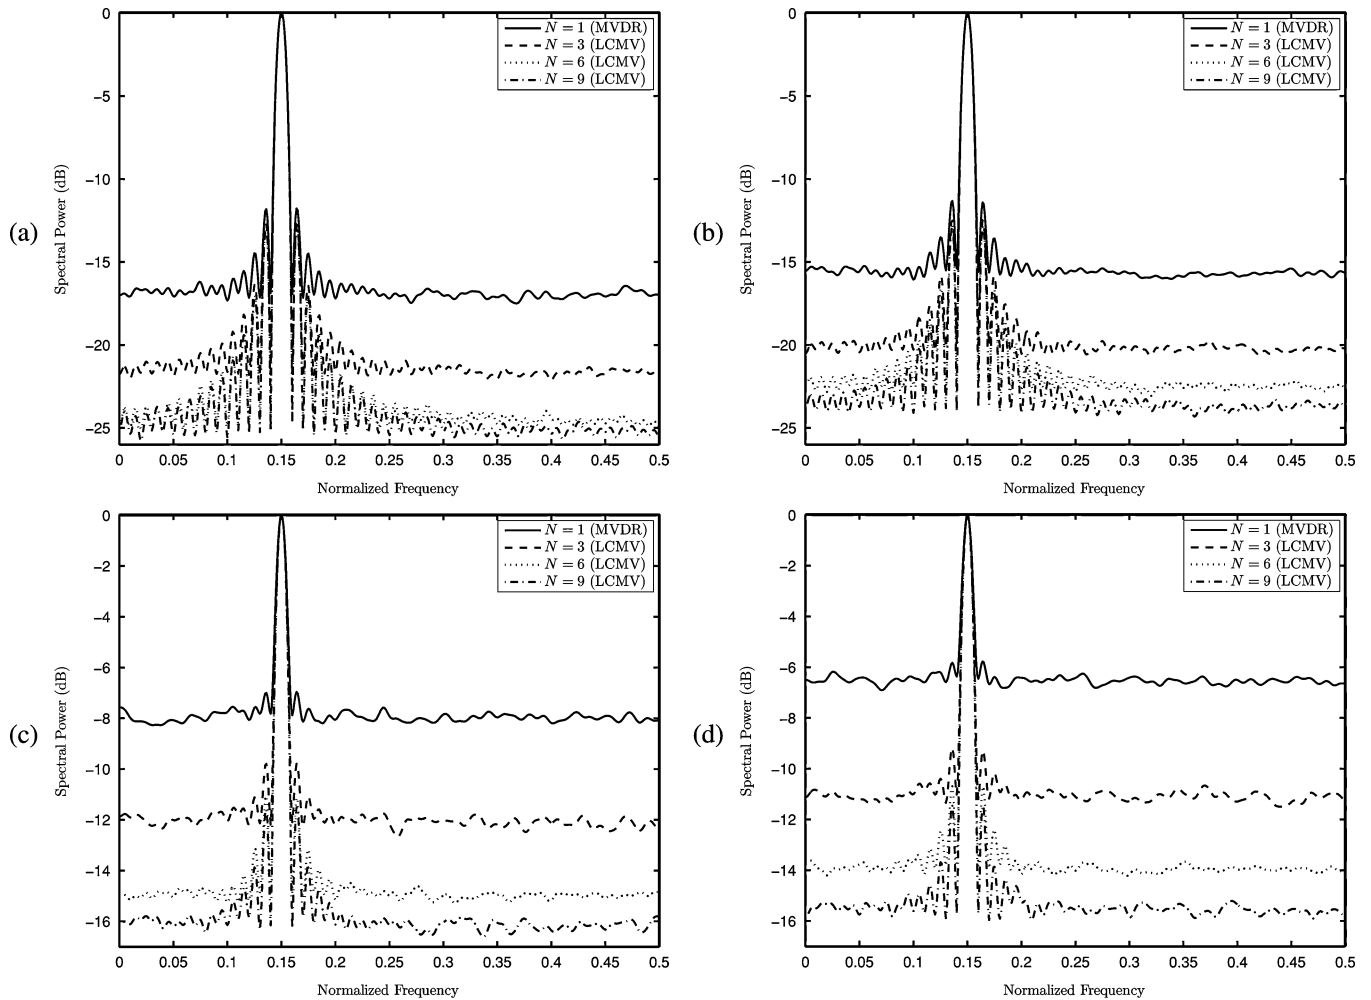 (a)
0
−5
−10
−15
−20
−25
Spectral Power (dB)
N = 1 (MVDR)
N = 3 (LCMV)
N = 6 (LCMV)
N = 9 (LCMV)
0 0.05 0.1 0.15 0.2 0.25 0.3 0.35 0.4 0.45 0.5
Normalized Frequency
(b)
0
−5
−10
−15
−20
−25
Spectral Power (dB)
N = 1 (MVDR)
N = 3 (LCMV)
N = 6 (LCMV)
N = 9 (LCMV)
0 0.05 0.1 0.15 0.2 0.25 0.3 0.35 0.4 0.45 0.5
Normalized Frequency
(c)
0
−2
−4
−6
−8
−10
−12
−14
−16
Spectral Power (dB)
N = 1 (MVDR)
N = 3 (LCMV)
N = 6 (LCMV)
N = 9 (LCMV)
0 0.05 0.1 0.15 0.2 0.25 0.3 0.35 0.4 0.45 0.5
Normalized Frequency
(d)
0
−2
−4
−6
−8
−10
−12
−14
−16
Spectral Power (dB)
N = 1 (MVDR)
N = 3 (LCMV)
N = 6 (LCMV)
N = 9 (LCMV)
0 0.05 0.1 0.15 0.2 0.25 0.3 0.35 0.4 0.45 0.5
Normalized Frequency